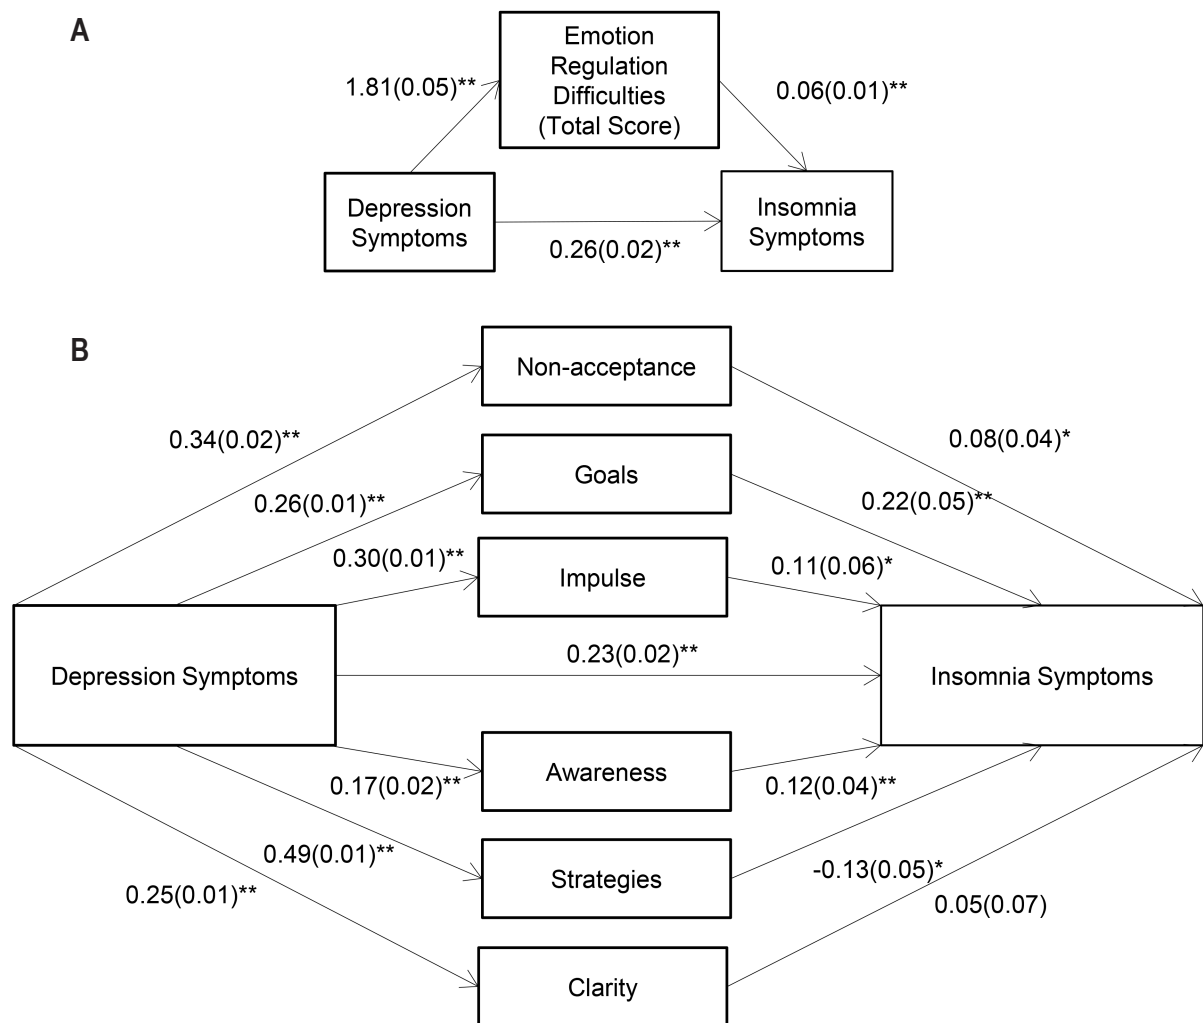 A
Emotion
Regulation
Difficulties
(Total Score)
1.81(0.05)**
0.06(0.01)**
Depression
Symptoms
Insomnia
Symptoms
0.26(0.02)**
B
Non-acceptance
0.34(0.02)**
0.08(0.04)*
Goals
0.26(0.01)**
0.22(0.05)**
0.30(0.01)**
Impulse
0.11(0.06)*
0.23(0.02)**
Depression Symptoms
Insomnia Symptoms
0.17(0.02)**
Awareness
0.12(0.04)**
0.49(0.01)**
Strategies
-0.13(0.05)*
0.25(0.01)**
0.05(0.07)
Clarity